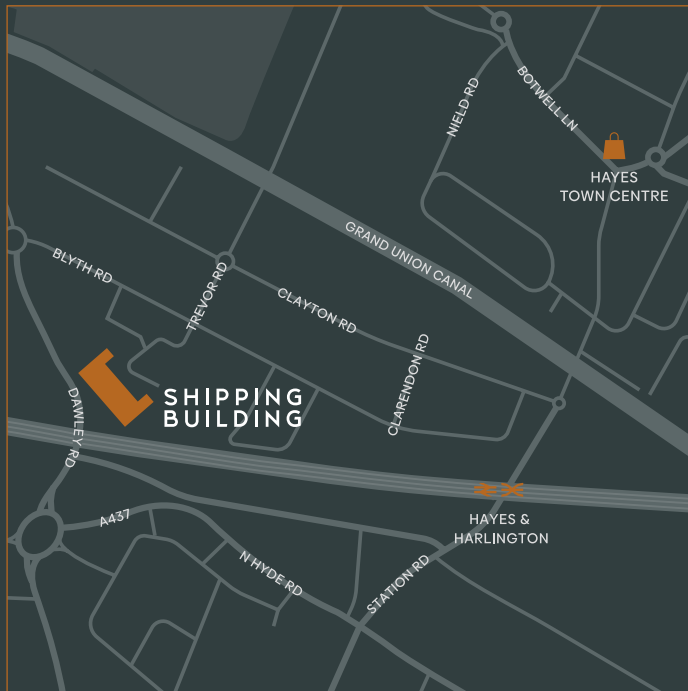 BOTWELL LN
NIELD RD
HAYES
TOWN CENTRE
GRAND UNION CANAL
BLYTH RD
TREVOR RD
CLAYTON RD
CLARENDON RD
DAWLEY RD
SHIPPING
BUILDING
HAYES &
HARLINGTON
A437
N HYDE RD
STATION RD